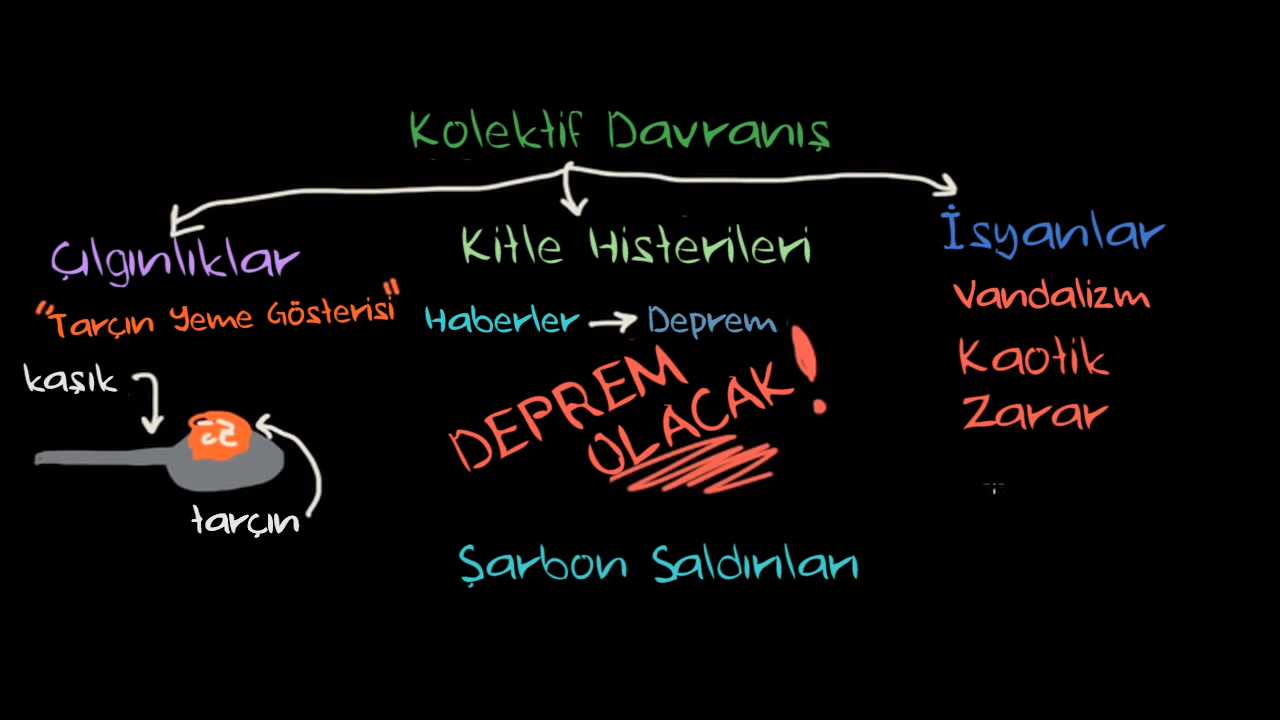 Kolektif Davranış
Çılgınlıklar
"Tarçın Yeme Gösterisi"
kaşık
tarçın
Kitle Histerileri
Haberler → Deprem
DEPREM
OLACAK!
Şarbon Saldırıları
İsyanlar
Vandalizm
Kaotik
Zarar